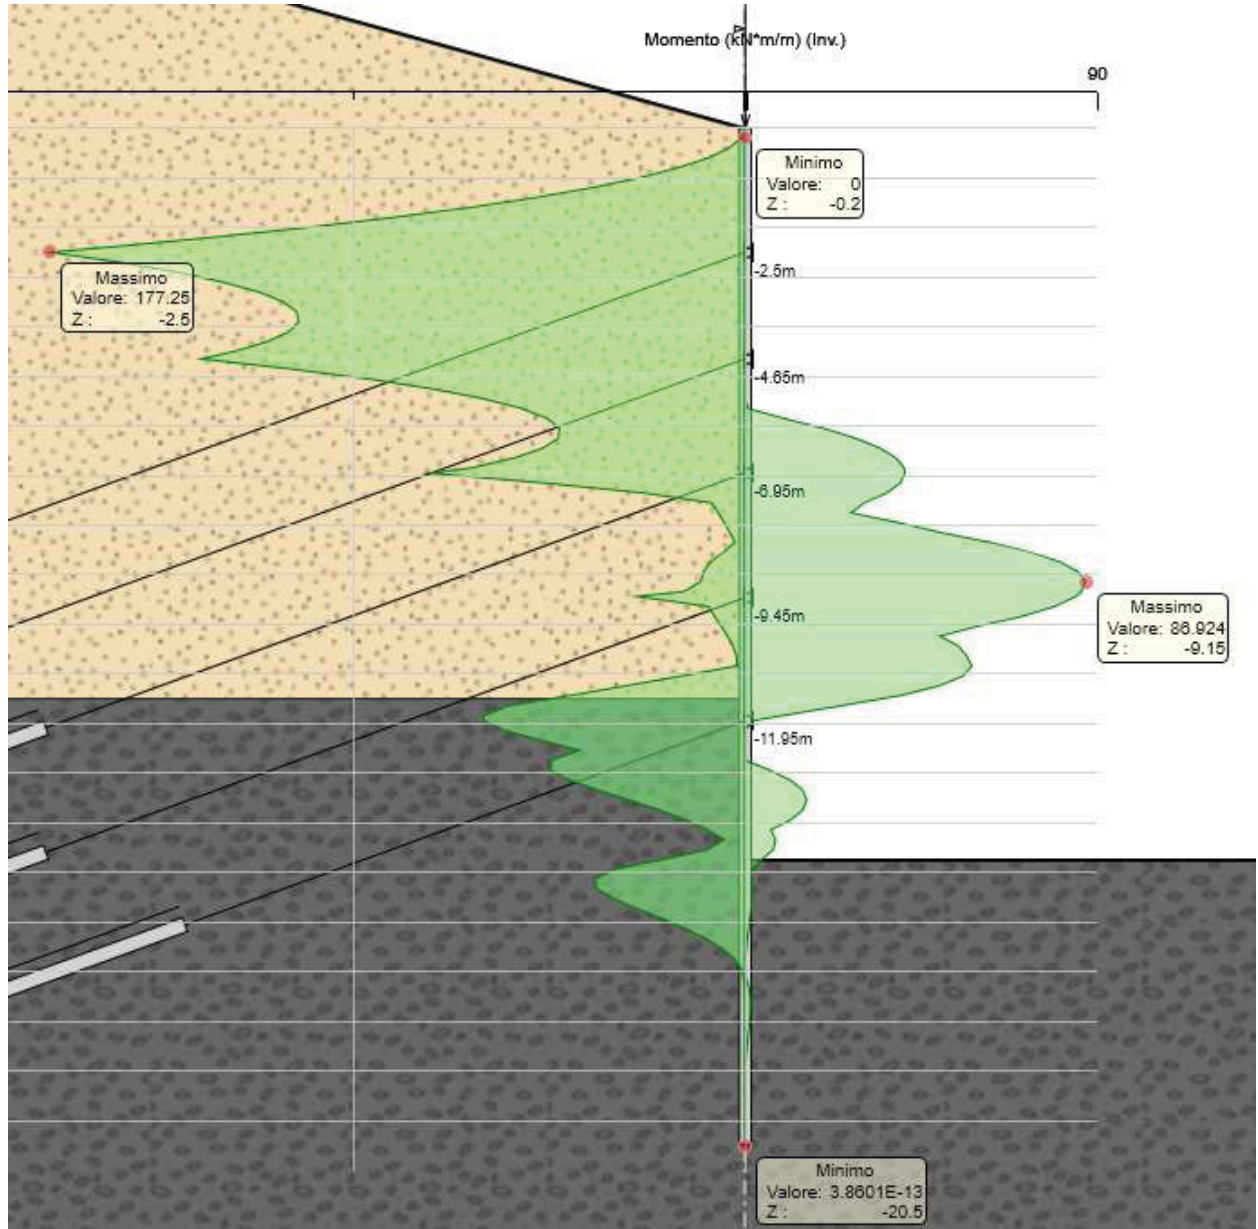 Momento (kN*m/m) (Inv.)
90
Minimo
Valore: 0
Z : -0.2
-2.5m
Massimo
Valore: 177.25
Z : -2.5
-4.65m
-6.95m
-9.45m
Massimo
Valore: 86.924
Z : -9.15
-11.95m
Minimo
Valore: 3.8601E-13
Z : -20.5